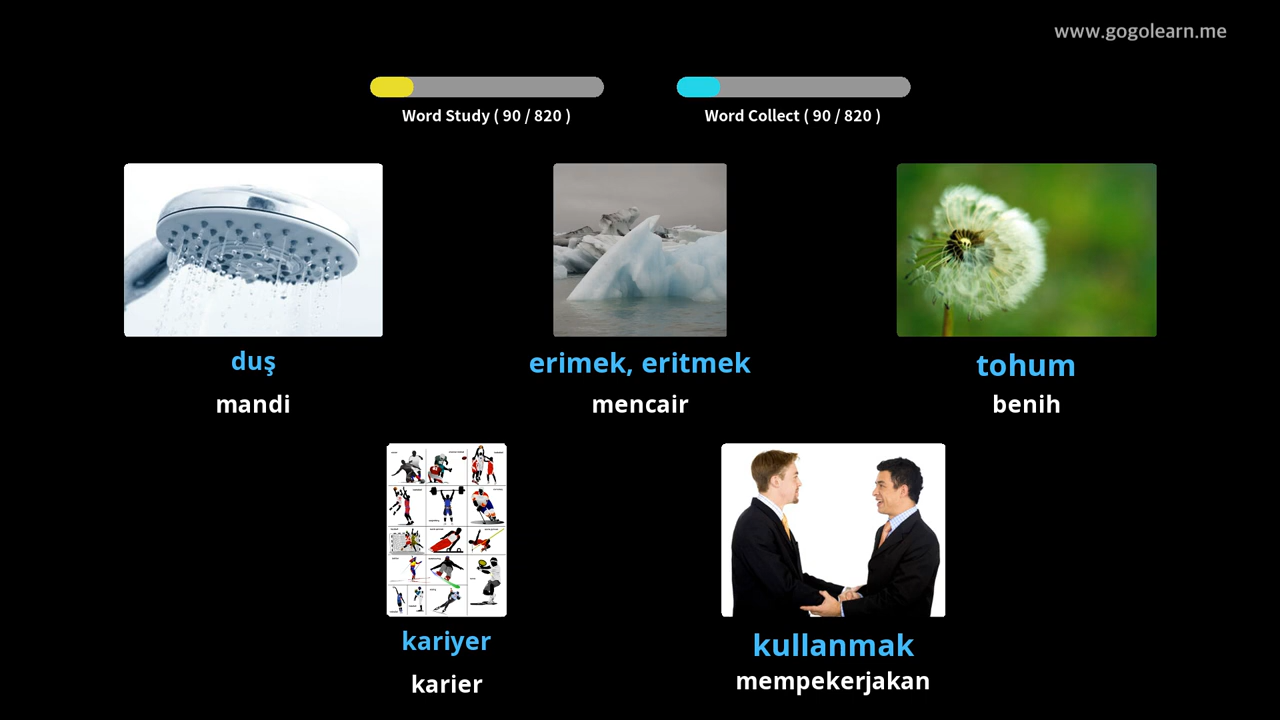 www.gogolearn.me
Word Study ( 90 / 820 )
Word Collect ( 90 / 820 )
duş
erimek, eritmek
tohum
mandi
mencair
benih
kariyer
kullanmak
karier
mempekerjakan